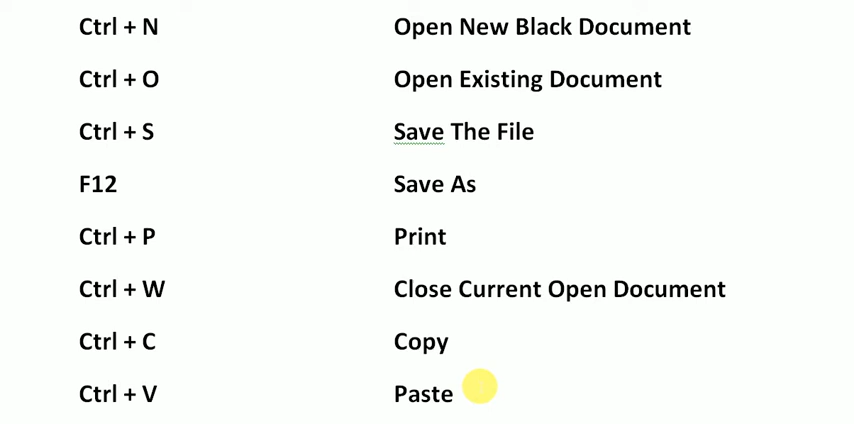 Ctrl + N Open New Black Document
Ctrl + O Open Existing Document
Ctrl + S Save The File
F12 Save As
Ctrl + P Print
Ctrl + W Close Current Open Document
Ctrl + C Copy
Ctrl + V Paste